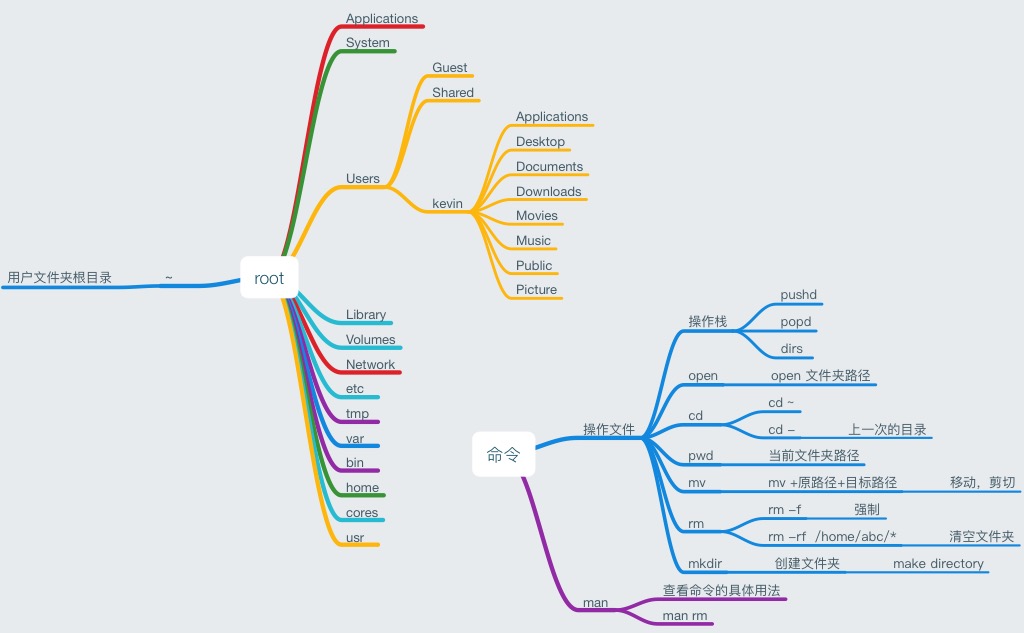 Applications
System
Guest
Shared
Applications
Desktop
Documents
Downloads
Movies
Music
Public
Picture
Users
kevin
用户文件夹根目录
~
root
Library
Volumes
Network
etc
tmp
var
bin
home
cores
usr
命令
操作文件
操作栈
pushd
popd
dirs
open
open 文件夹路径
cd
cd ~
cd –
上一次的目录
pwd
当前文件夹路径
mv
mv +原路径+目标路径
移动，剪切
rm
rm –f
强制
rm –rf /home/abc/*
清空文件夹
mkdir
创建文件夹
make directory
man
查看命令的具体用法
man rm